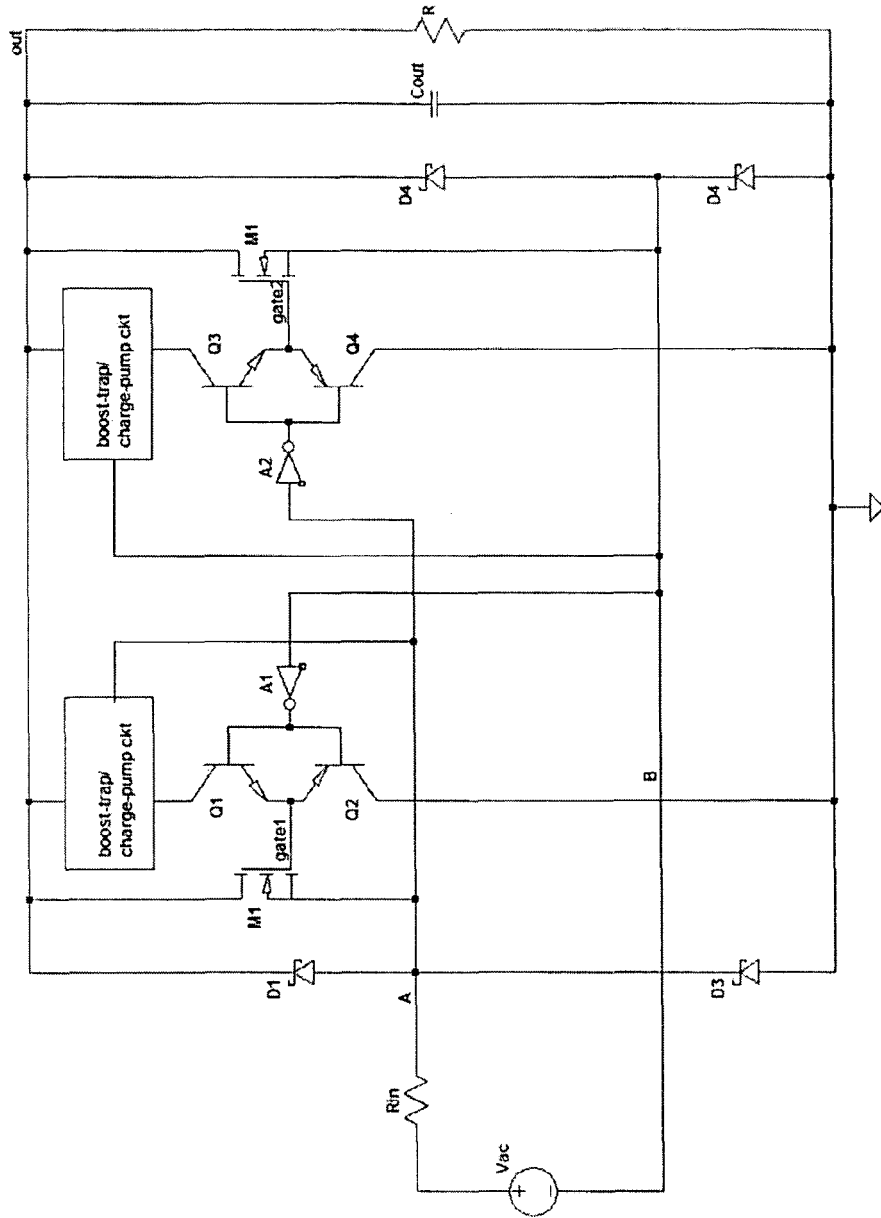 out
R
Cout
D4
D4
M1
gate2
boost-trap/
charge-pump ckt
Q3
Q4
A2
A1
boost-trap/
charge-pump ckt
Q1
Q2
gate1
M1
D1
D3
A
B
Rin
Vac
+
−